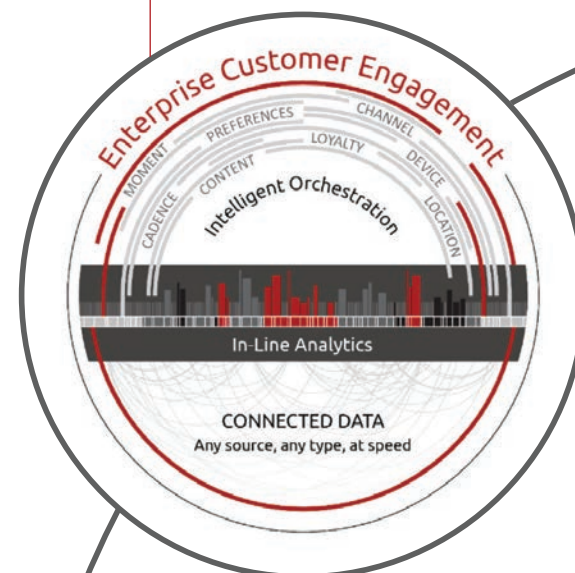 Enterprise Customer Engagement
MOMENT
PREFERENCES
CHANNEL
CADENCE
CONTENT
LOYALTY
DEVICE
LOCATION
Intelligent Orchestration
In-Line Analytics
CONNECTED DATA
Any source, any type, at speed